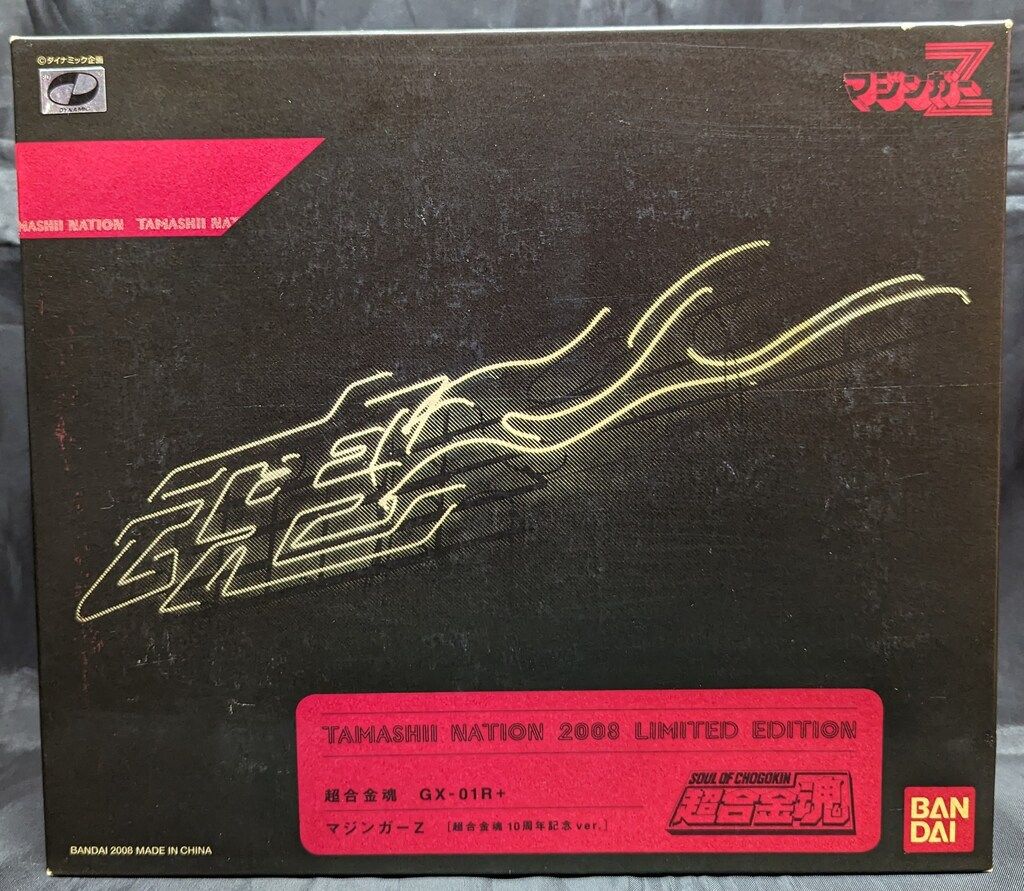 ©ダイナミック企画
DYNAMIC
マジンガーZ
MASHII NATION TAMASHII NAT
魂
TAMASHII NATION 2008 LIMITED EDITION
超合金魂 GX-01R+
マジンガーZ [超合金魂10周年記念ver.]
SOUL OF CHOGOKIN
超合金魂
BAN
DAI
BANDAI 2008 MADE IN CHINA